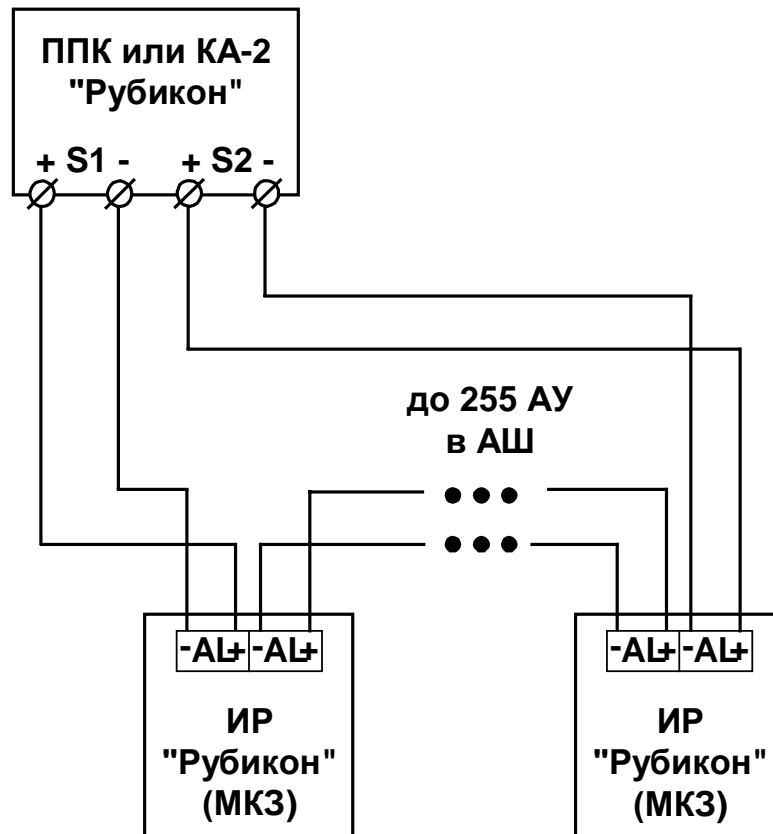 ППК или КА-2
"Рубикон"
+ S1 - + S2 -
до 255 АУ
в АШ
-AL+ -AL+
-AL+ -AL+
ИР
"Рубикон"
(МКЗ)
ИР
"Рубикон"
(МКЗ)